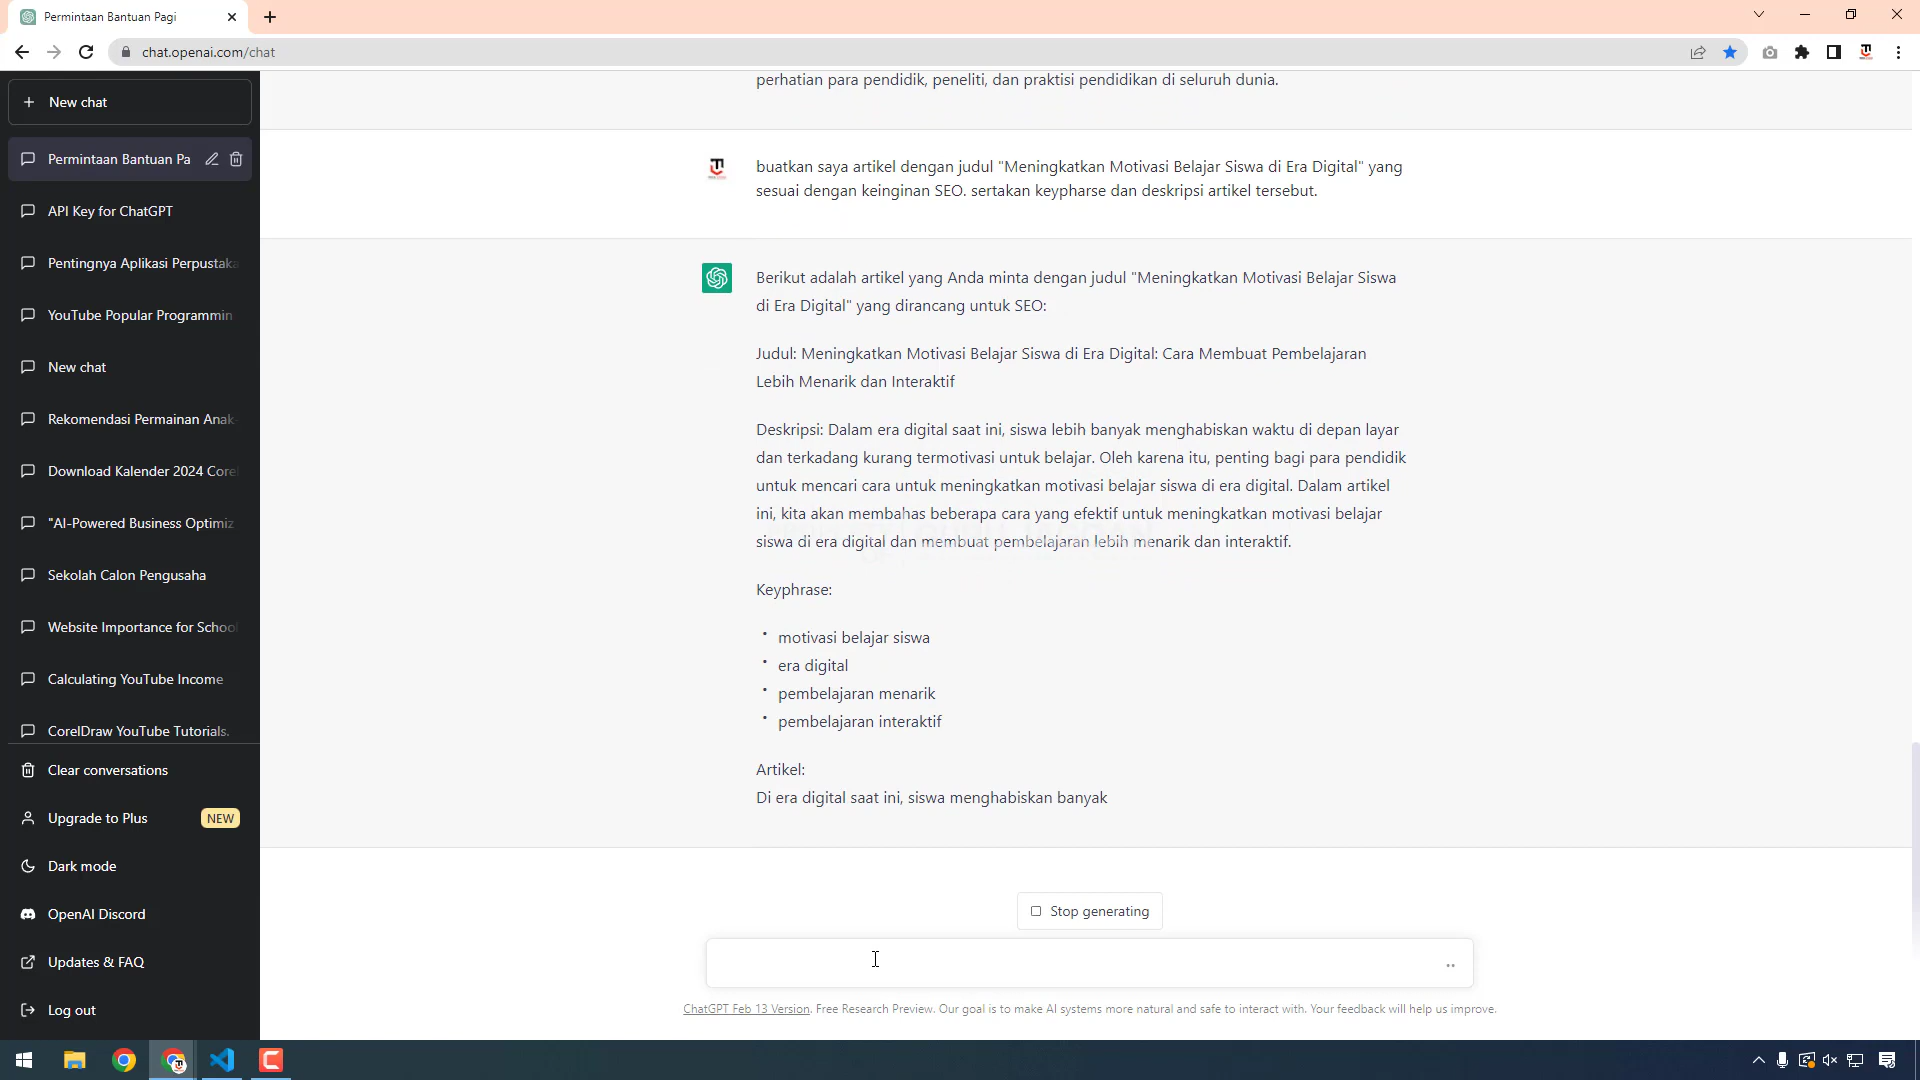 Permintaan Bantuan Pagi
chat.openai.com/chat
New chat
Permintaan Bantuan Pa
API Key for ChatGPT
Pentingnya Aplikasi Perpustaka
YouTube Popular Programmin
New chat
Rekomendasi Permainan Anak
Download Kalender 2024 Core
"AI-Powered Business Optimiz
Sekolah Calon Pengusaha
Website Importance for School
Calculating YouTube Income
CorelDraw YouTube Tutorials.
Clear conversations
Upgrade to Plus NEW
Dark mode
OpenAI Discord
Updates & FAQ
Log out
perhatian para pendidik, peneliti, dan praktisi pendidikan di seluruh dunia.
buatkan saya artikel dengan judul "Meningkatkan Motivasi Belajar Siswa di Era Digital" yang
sesuai dengan keinginan SEO. sertakan keypharse dan deskripsi artikel tersebut.
Berikut adalah artikel yang Anda minta dengan judul "Meningkatkan Motivasi Belajar Siswa
di Era Digital" yang dirancang untuk SEO:
Judul: Meningkatkan Motivasi Belajar Siswa di Era Digital: Cara Membuat Pembelajaran
Lebih Menarik dan Interaktif
Deskripsi: Dalam era digital saat ini, siswa lebih banyak menghabiskan waktu di depan layar
dan terkadang kurang termotivasi untuk belajar. Oleh karena itu, penting bagi para pendidik
untuk mencari cara untuk meningkatkan motivasi belajar siswa di era digital. Dalam artikel
ini, kita akan membahas beberapa cara yang efektif untuk meningkatkan motivasi belajar
siswa di era digital dan membuat pembelajaran lebih menarik dan interaktif.
Keyphrase:
motivasi belajar siswa
era digital
pembelajaran menarik
pembelajaran interaktif
Artikel:
Di era digital saat ini, siswa menghabiskan banyak
Stop generating
ChatGPT Feb 13 Version. Free Research Preview. Our goal is to make AI systems more natural and safe to interact with. Your feedback will help us improve.